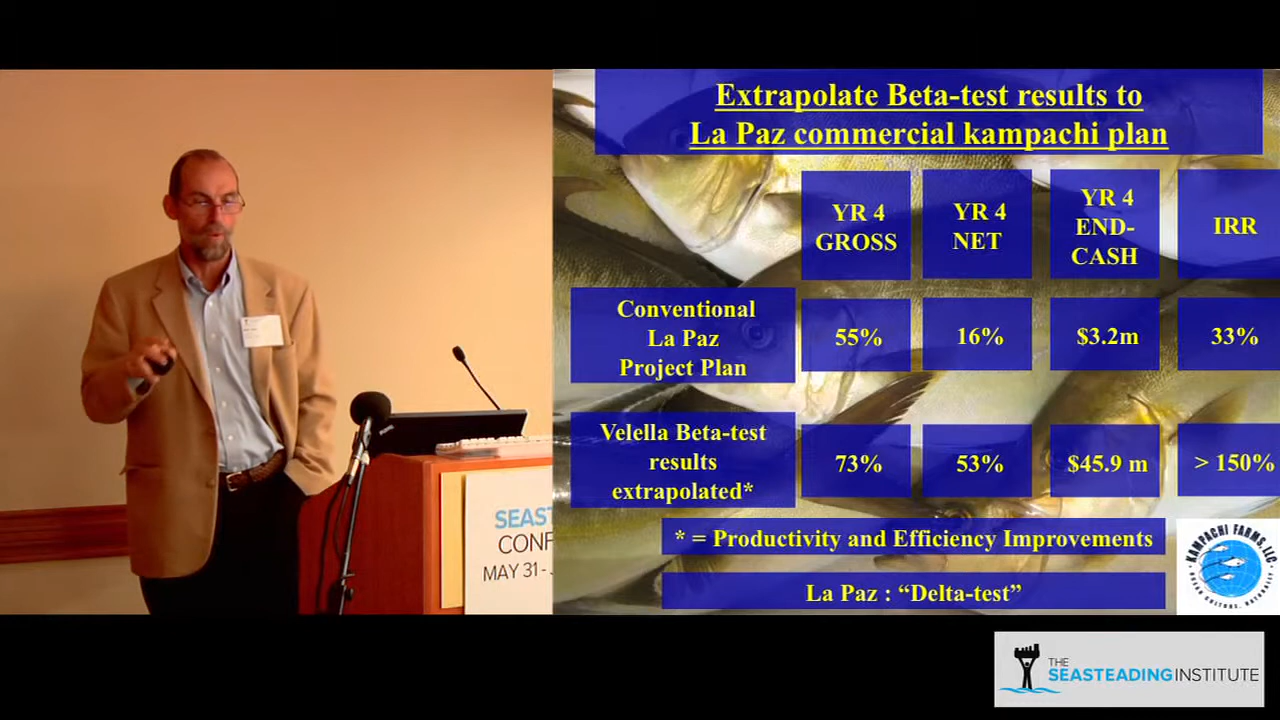 Extrapolate Beta-test results to
La Paz commercial kampachi plan
YR 4
GROSS
YR 4
NET
YR 4
END-
CASH
IRR
Conventional
La Paz
Project Plan
55%
16%
$3.2m
33%
Velella Beta-test
results
extrapolated*
73%
53%
$45.9 m
> 150%
* = Productivity and Efficiency Improvements
La Paz : “Delta-test”
KAMPACHI FARMS, LLC
SEAST
CONF
MAY 31 -
THE
SEASTEADING INSTITUTE